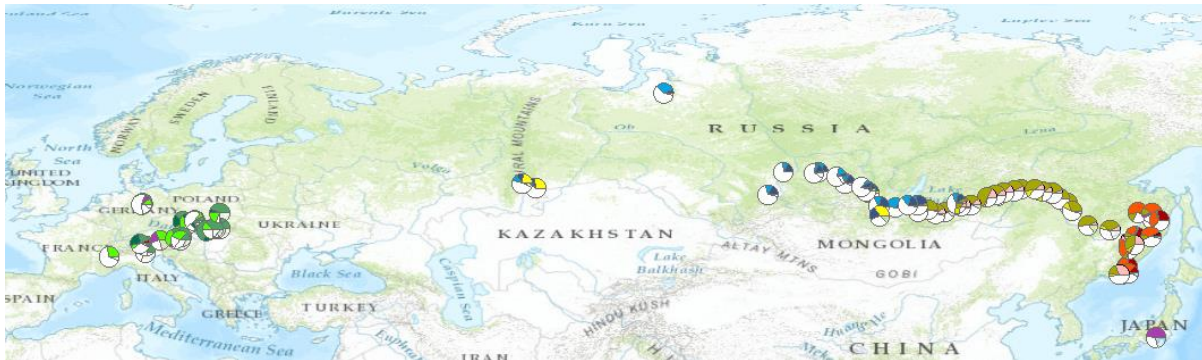 Barents Sea
Kara Sea
Laptev Sea
Norwegian
Sea
NORWAY
SWEDEN
FINLAND
URAL MOUNTAINS
Ob
RUSSIA
Lena
North
Sea
UNITED
KINGDOM
Volga
Lake
GERMANY
POLAND
UKRAINE
KAZAKHSTAN
ALTAY MTNS
MONGOLIA
FRANCE
ITALY
Black Sea
Caspian Sea
Lake
Balkhash
GOBI
SPAIN
GREECE
TURKEY
HINDU KUSH
JAPAN
Mediterranean Sea
IRAN
CHINA